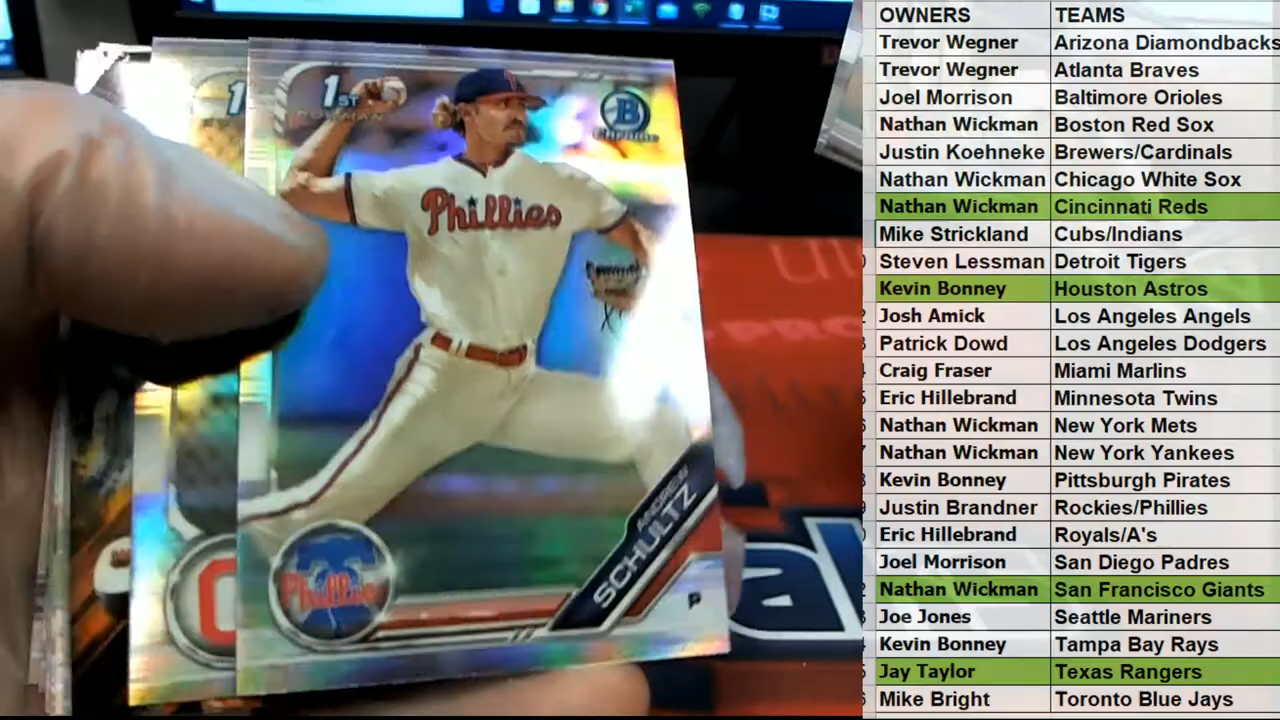 1ST
BOWMAN
B
Chrome
1
Phillies
ANDREW
SCHULTZ
P
Phillies
OWNERS TEAMS
Trevor Wegner Arizona Diamondbacks
Trevor Wegner Atlanta Braves
Joel Morrison Baltimore Orioles
Nathan Wickman Boston Red Sox
Justin Koehneke Brewers/Cardinals
Nathan Wickman Chicago White Sox
Nathan Wickman Cincinnati Reds
Mike Strickland Cubs/Indians
Steven Lessman Detroit Tigers
Kevin Bonney Houston Astros
Josh Amick Los Angeles Angels
Patrick Dowd Los Angeles Dodgers
Craig Fraser Miami Marlins
Eric Hillebrand Minnesota Twins
Nathan Wickman New York Mets
Nathan Wickman New York Yankees
Kevin Bonney Pittsburgh Pirates
Justin Brandner Rockies/Phillies
Eric Hillebrand Royals/A's
Joel Morrison San Diego Padres
Nathan Wickman San Francisco Giants
Joe Jones Seattle Mariners
Kevin Bonney Tampa Bay Rays
Jay Taylor Texas Rangers
Mike Bright Toronto Blue Jays